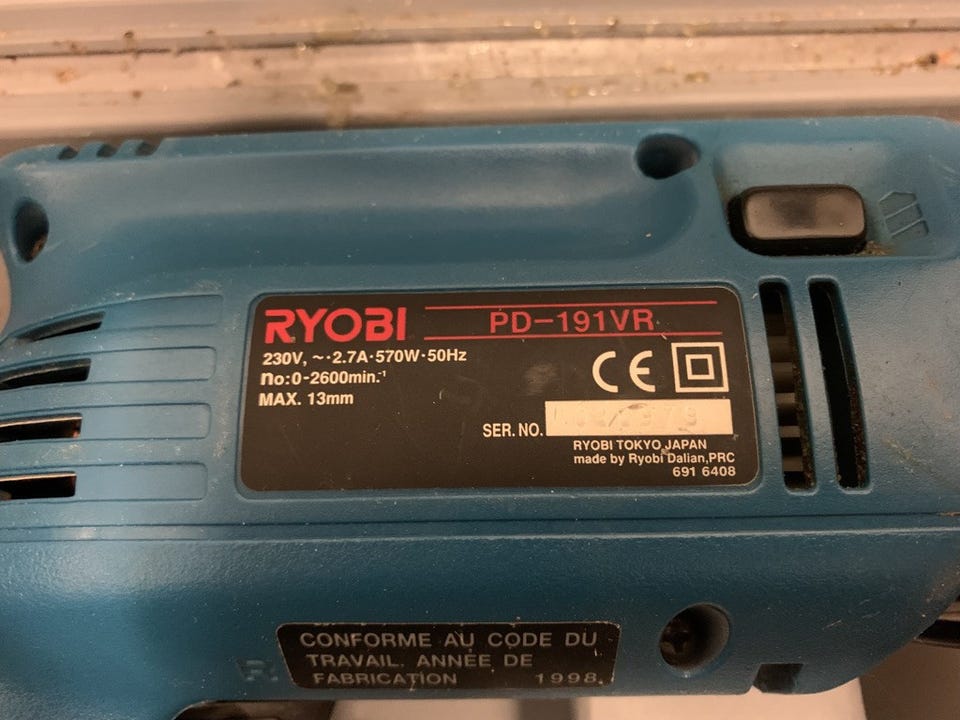 RYOBI PD-191VR
230V, ~·2.7A·570W·50Hz
no:0-2600min.⁻¹
MAX. 13mm
CE
SER. NO.
RYOBI TOKYO JAPAN
made by Ryobi Dalian,PRC
691 6408
R
CONFORME AU CODE DU
TRAVAIL. ANNÉE DE
FABRICATION 1998.